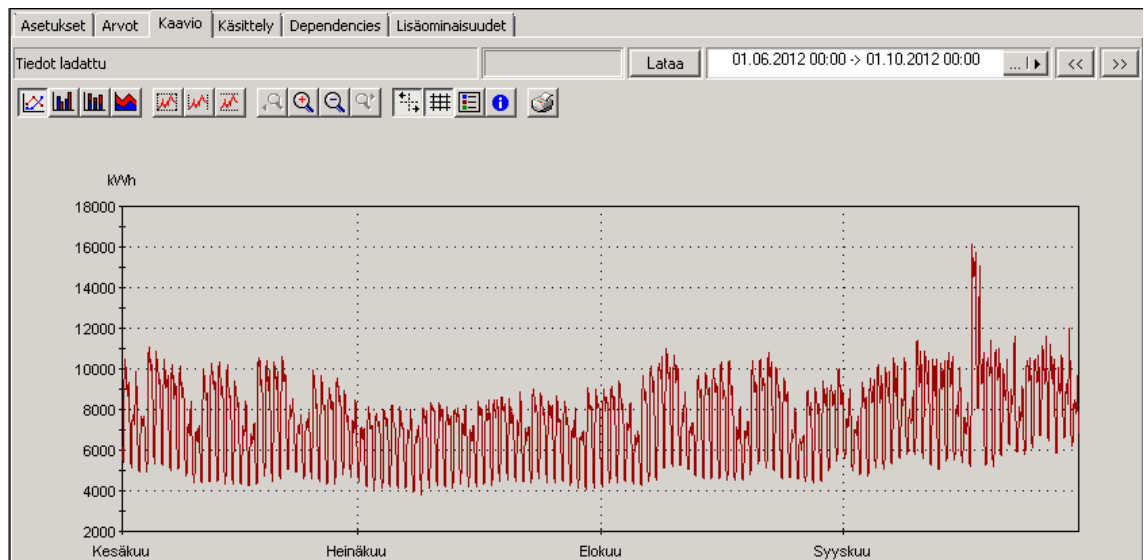 Asetukset Arvot Kaavio Käsittely Dependencies Lisäominaisuudet
Tiedot ladattu Lataa 01.06.2012 00:00 -> 01.10.2012 00:00 ... << >>
kWh
18000
16000
14000
12000
10000
8000
6000
4000
2000
Kesäkuu Heinäkuu Elokuu Syyskuu